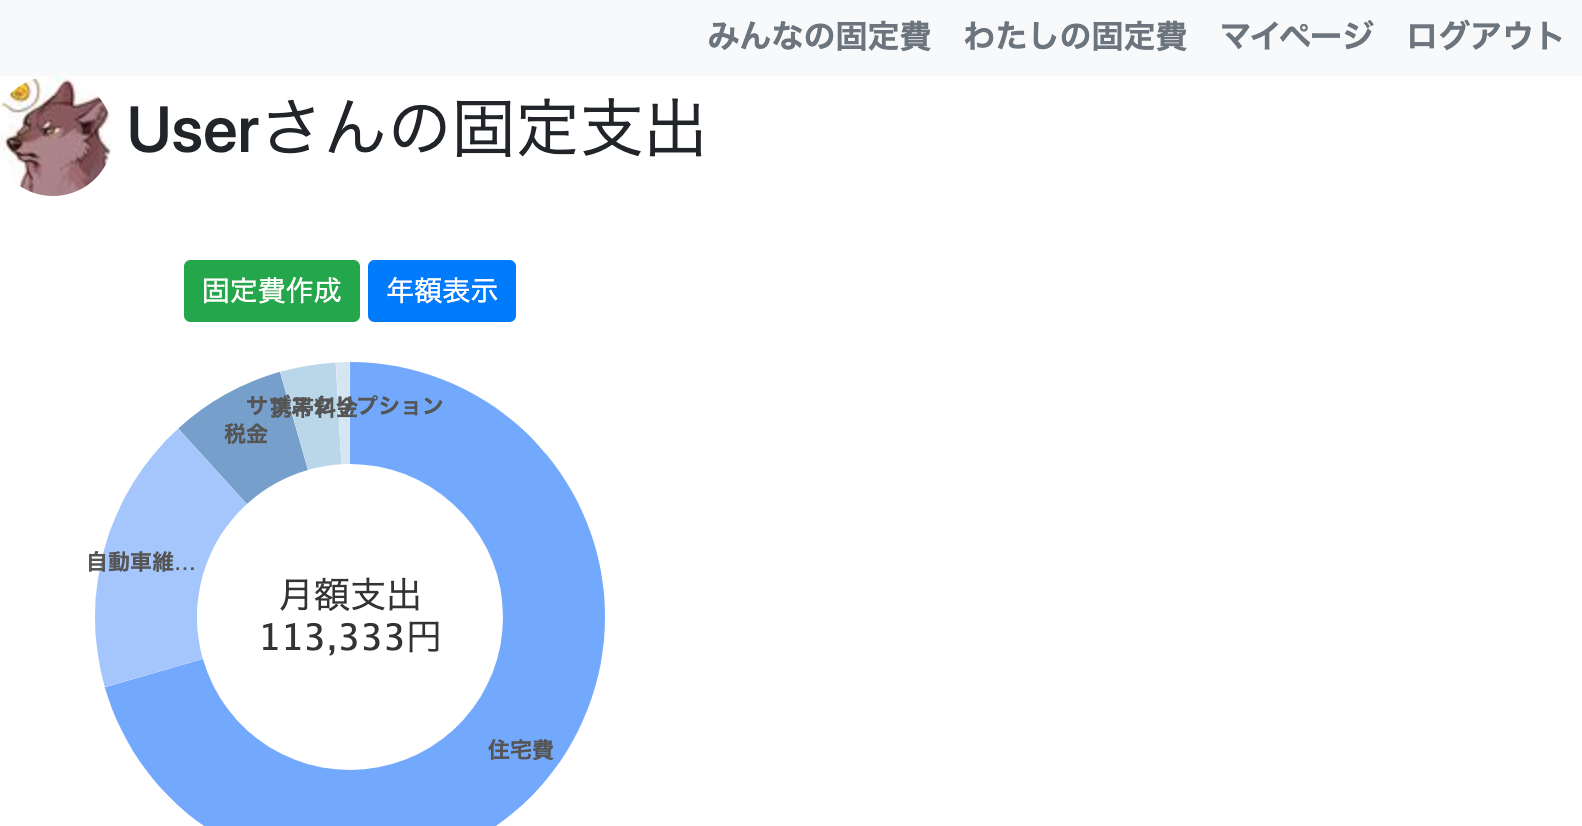 みんなの固定費 わたしの固定費 マイページ ログアウト
Userさんの固定支出
固定費作成 年額表示
サブスクリプション
携帯料金
税金
自動車維...
月額支出
113,333円
住宅費